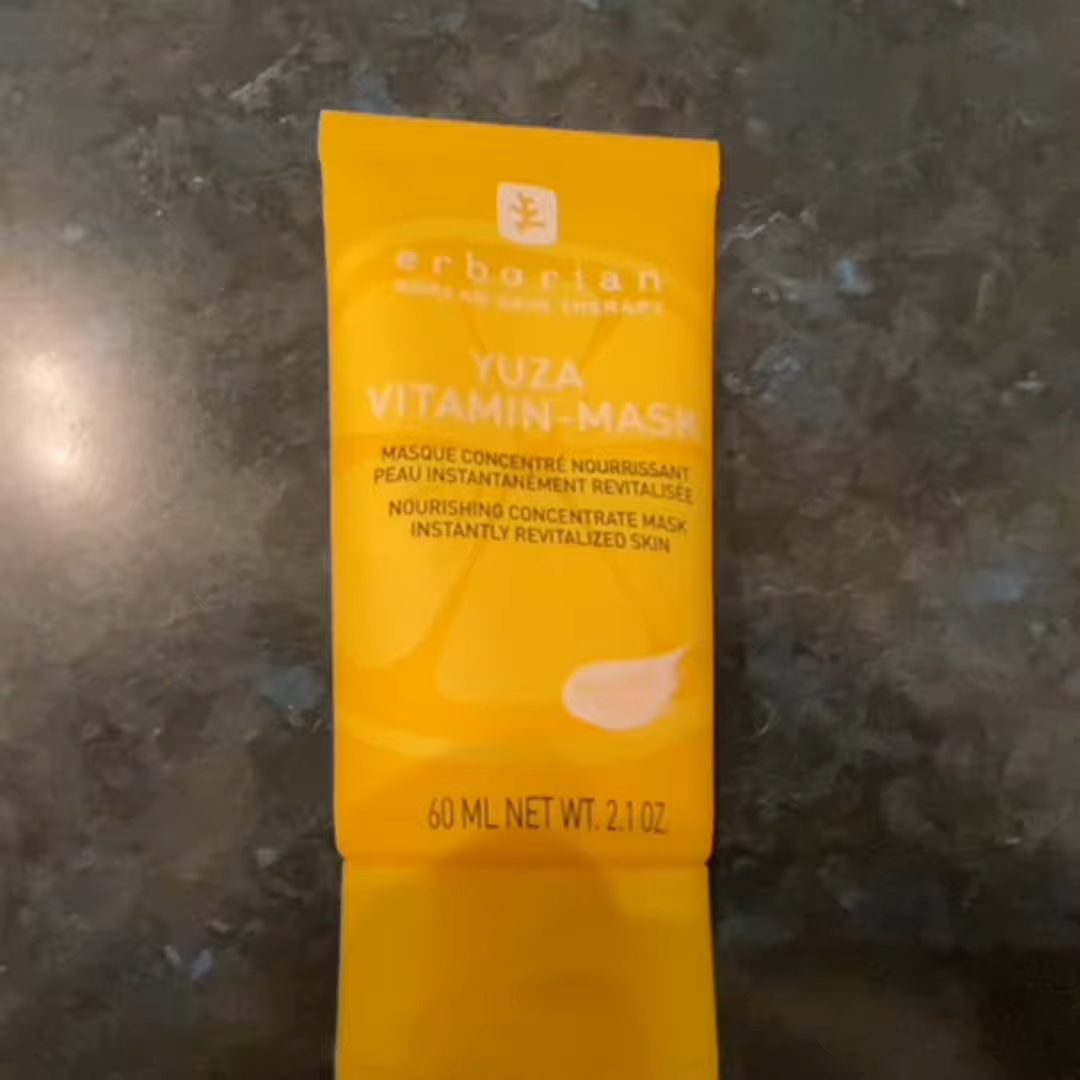 erborian
KOREAN SKIN THERAPY
YUZA
VITAMIN-MASK
MASQUE CONCENTRÉ NOURRISSANT
PEAU INSTANTANÉMENT REVITALISÉE
NOURISHING CONCENTRATE MASK
INSTANTLY REVITALIZED SKIN
60 ML NET WT. 2.1 OZ.